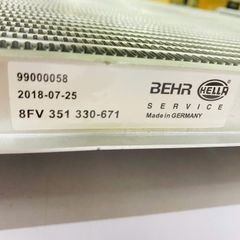 99000058
2018-07-25
8FV 351 330-671
BEHR HELLA
SERVICE
Made in GERMANY